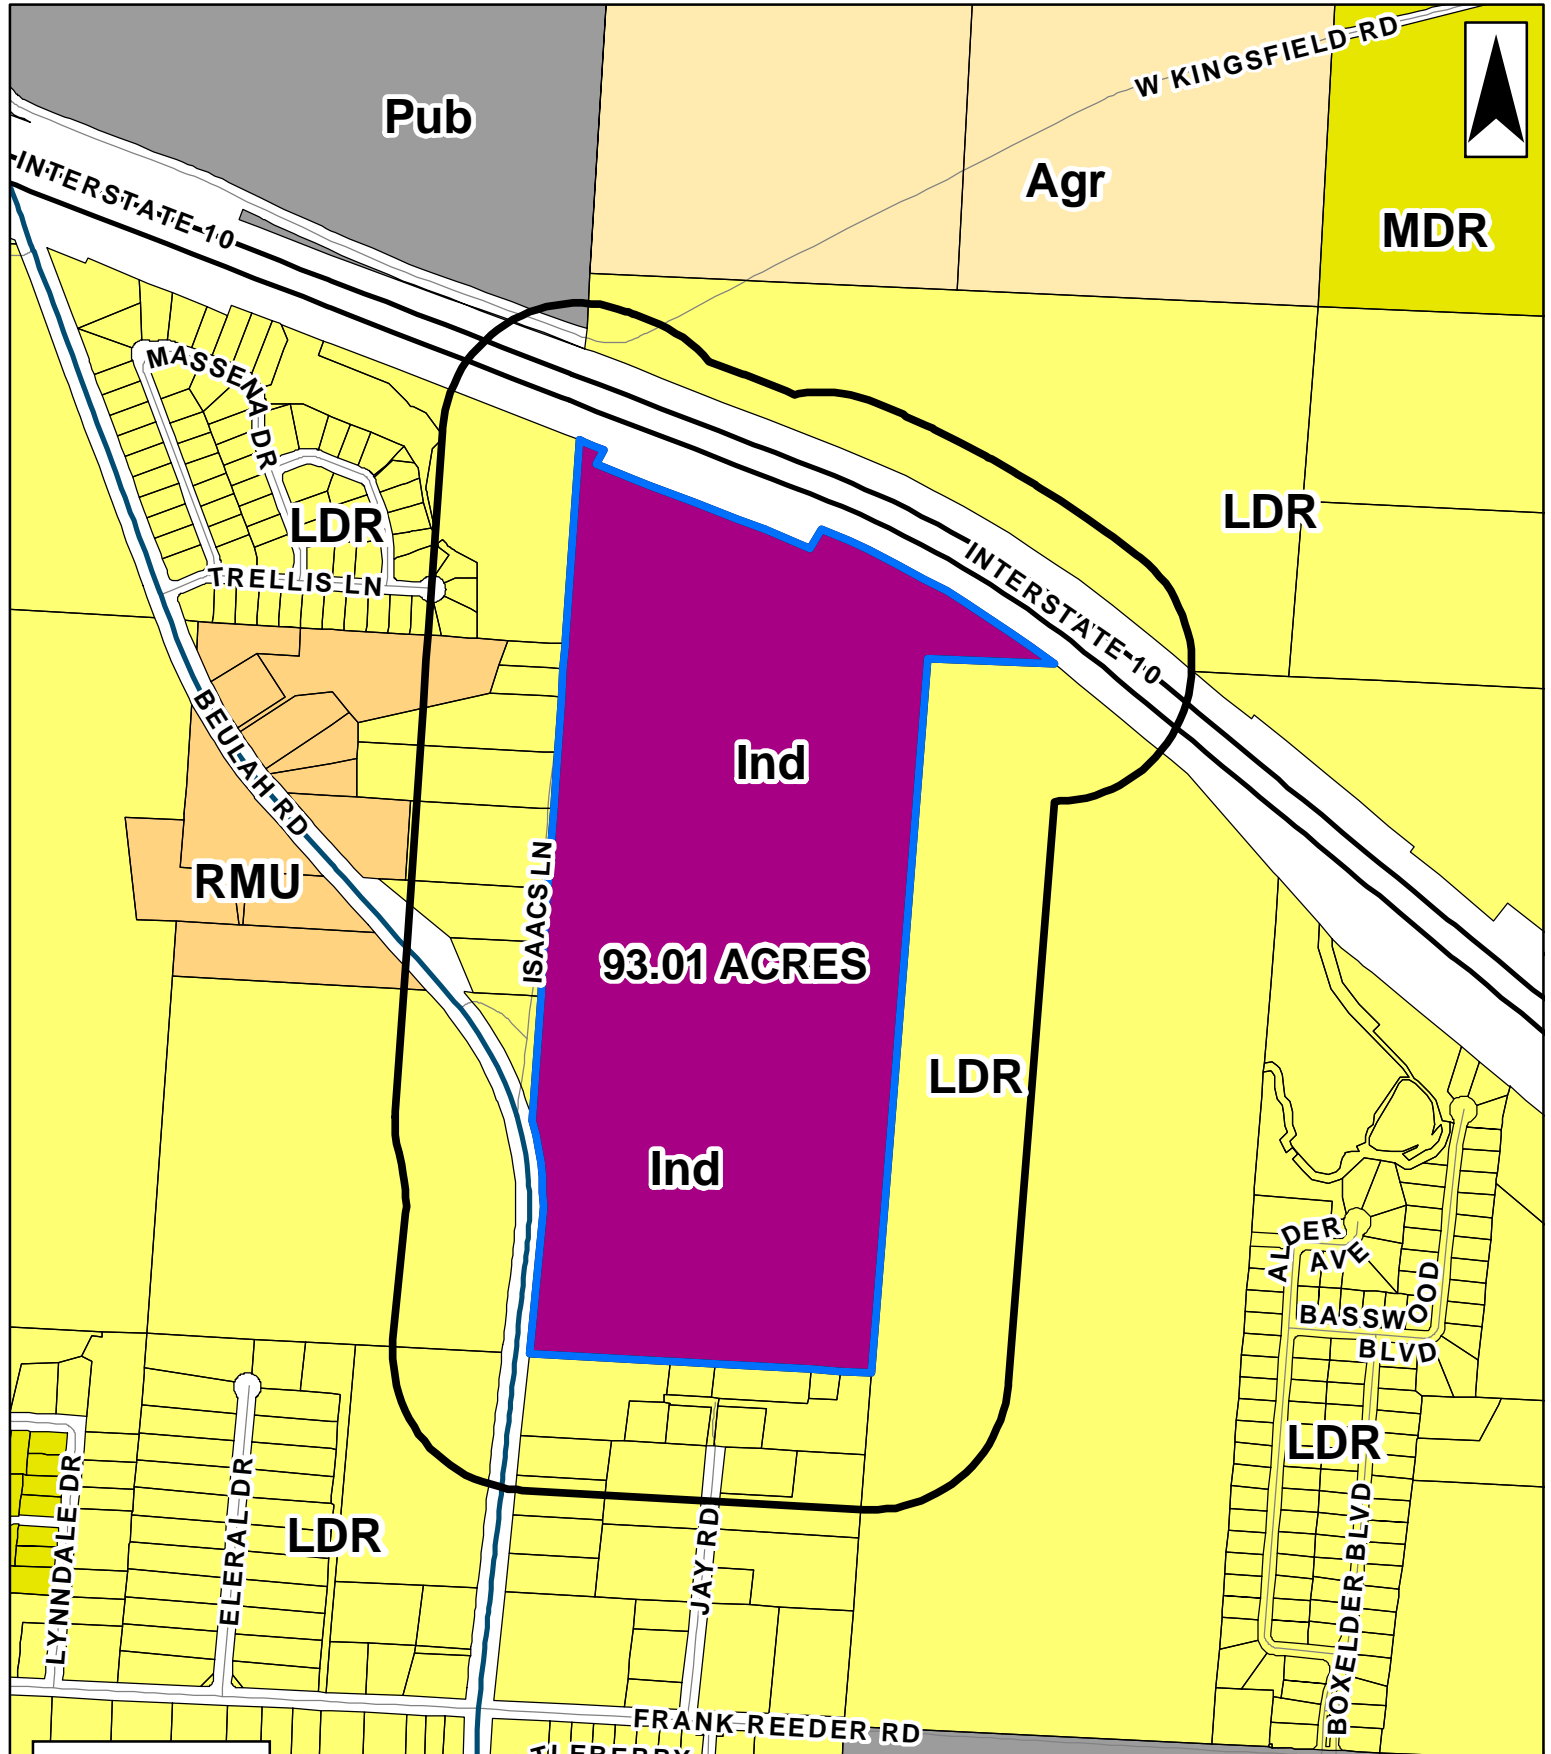 W KINGSFIELD RD
Pub
Agr
MDR
INTERSTATE 10
MASSENA DR
LDR
LDR
TRELLIS LN
INTERSTATE 10
BEULAH RD
Ind
RMU
ISAACS LN
93.01 ACRES
LDR
Ind
ALDER AVE
BASSWOOD BLVD
LDR
LYNNDALE DR
ELERAL DR
LDR
JAY RD
BOXELDER BLVD
FRANK REEDER RD